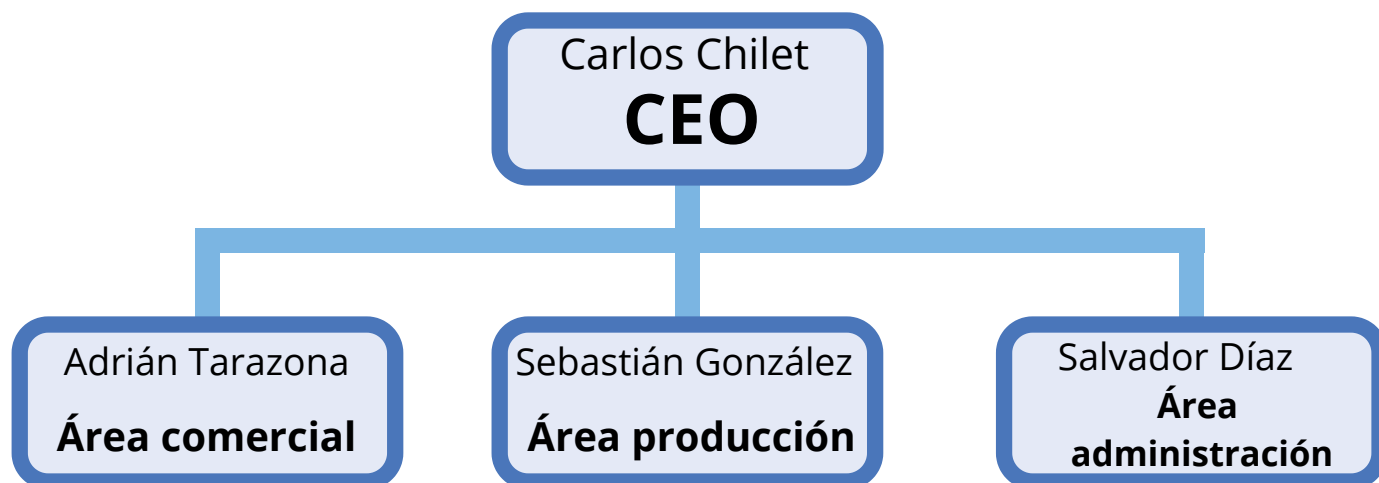 Carlos Chilet
CEO
Adrián Tarazona
Área comercial
Sebastián González
Área producción
Salvador Díaz
Área
administración